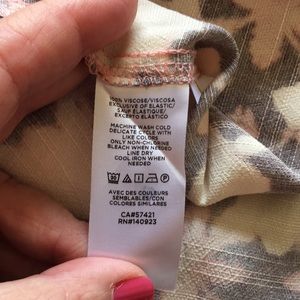 100% VISCOSE/VISCOSA
EXCLUSIVE OF ELASTIC/
SAUF ÉLASTIQUE/
EXCEPTO ELÁSTICO
MACHINE WASH COLD
DELICATE CYCLE WITH
LIKE COLORS
ONLY NON-CHLORINE
BLEACH WHEN NEEDED
LINE DRY
COOL IRON WHEN
NEEDED
AVEC DES COULEURS
SEMBLABLES/CON
COLORES SIMILARES
CA#57421
RN#140923